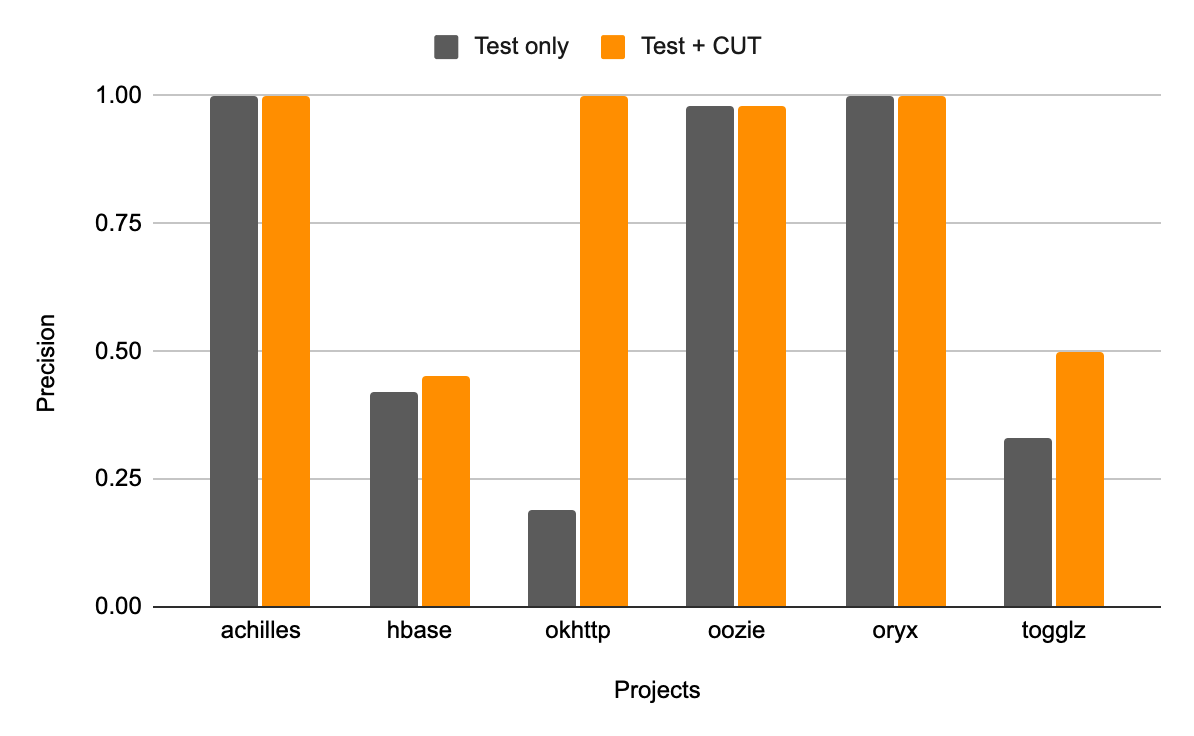 Test only Test + CUT
1.00
0.75
0.50
0.25
0.00
Precision
achilles hbase okhttp oozie oryx togglz
Projects